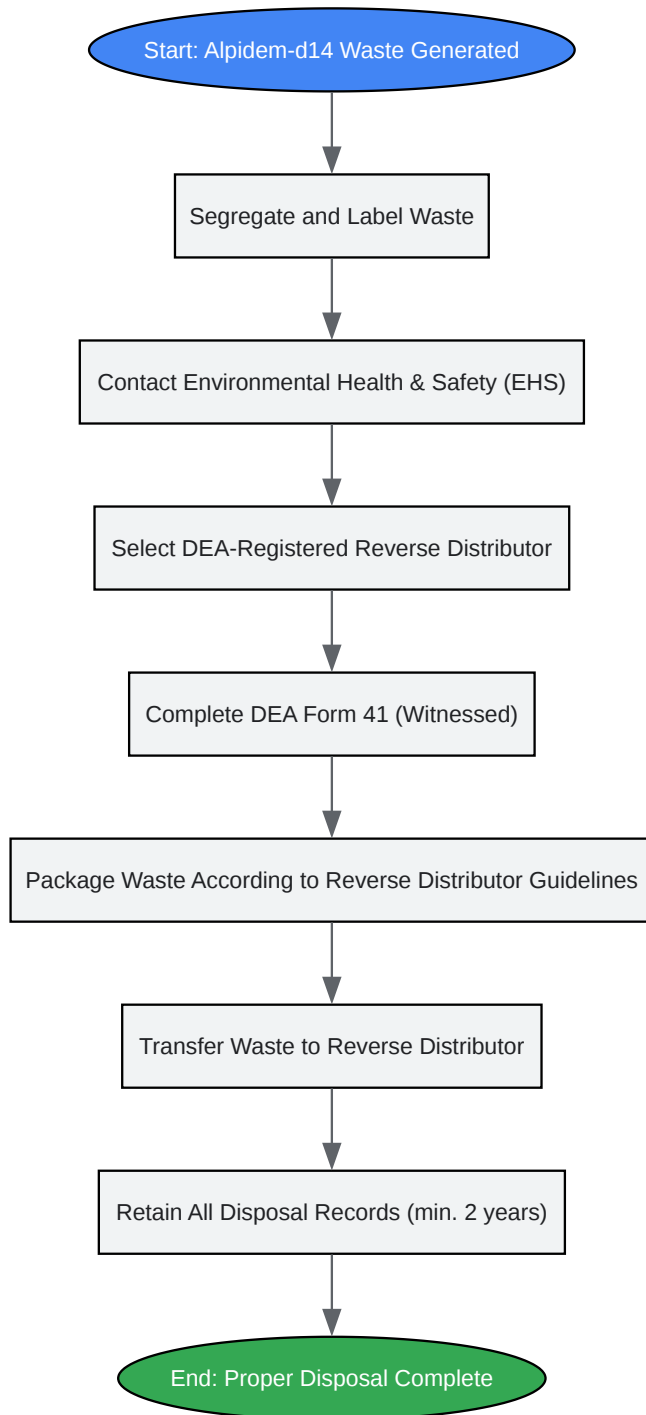 Start: Alpidem-d14 Waste Generated
Segregate and Label Waste
Contact Environmental Health & Safety (EHS)
Select DEA-Registered Reverse Distributor
Complete DEA Form 41 (Witnessed)
Package Waste According to Reverse Distributor Guidelines
Transfer Waste to Reverse Distributor
Retain All Disposal Records (min. 2 years)
End: Proper Disposal Complete